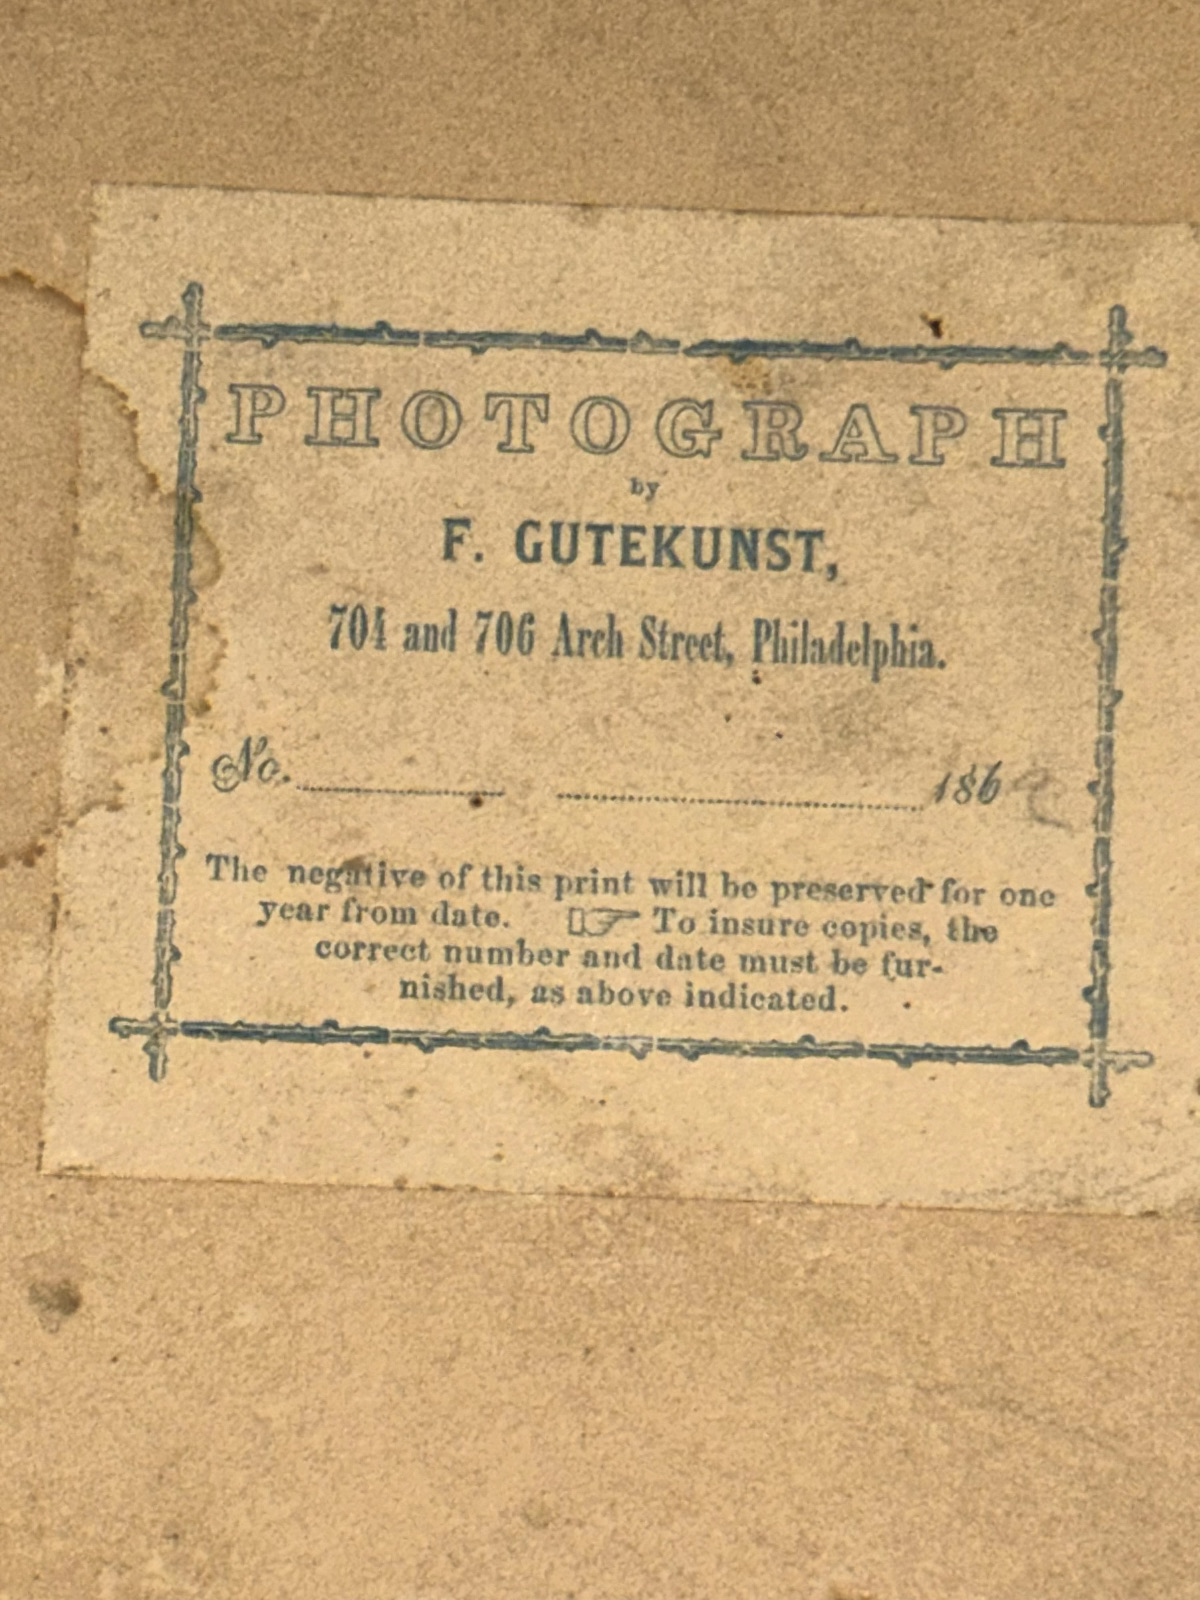 PHOTOGRAPH
by
F. GUTEKUNST,
704 and 706 Arch Street, Philadelphia.
No. 186
The negative of this print will be preserved for one
year from date. ☞ To insure copies, the
correct number and date must be fur-
nished, as above indicated.